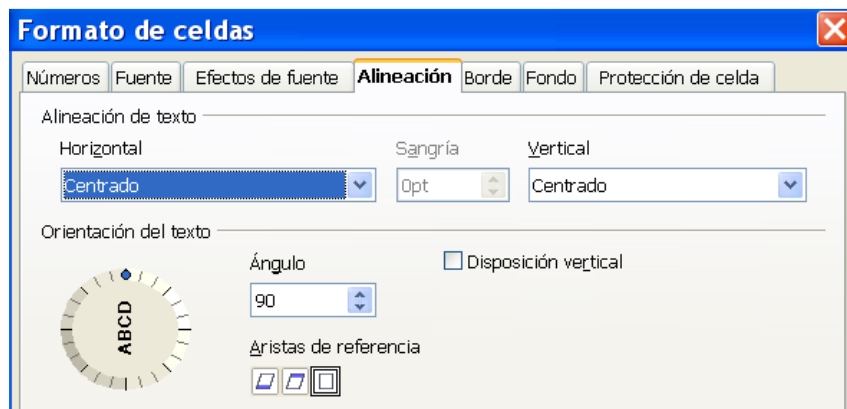 Formato de celdas
Números Fuente Efectos de fuente Alineación Borde Fondo Protección de celda
Alineación de texto
Horizontal Sangría Vertical
Centrado 0pt Centrado
Orientación del texto
Ángulo Disposición vertical
90
ABCD
Aristas de referencia